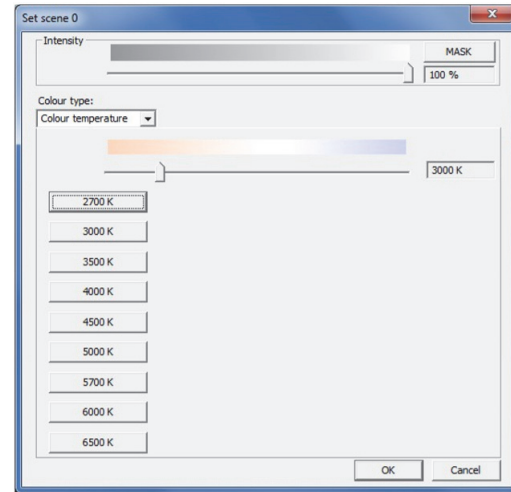 Set scene 0
Intensity
MASK
100 %
Colour type:
Colour temperature
3000 K
2700 K
3000 K
3500 K
4000 K
4500 K
5000 K
5700 K
6000 K
6500 K
OK Cancel